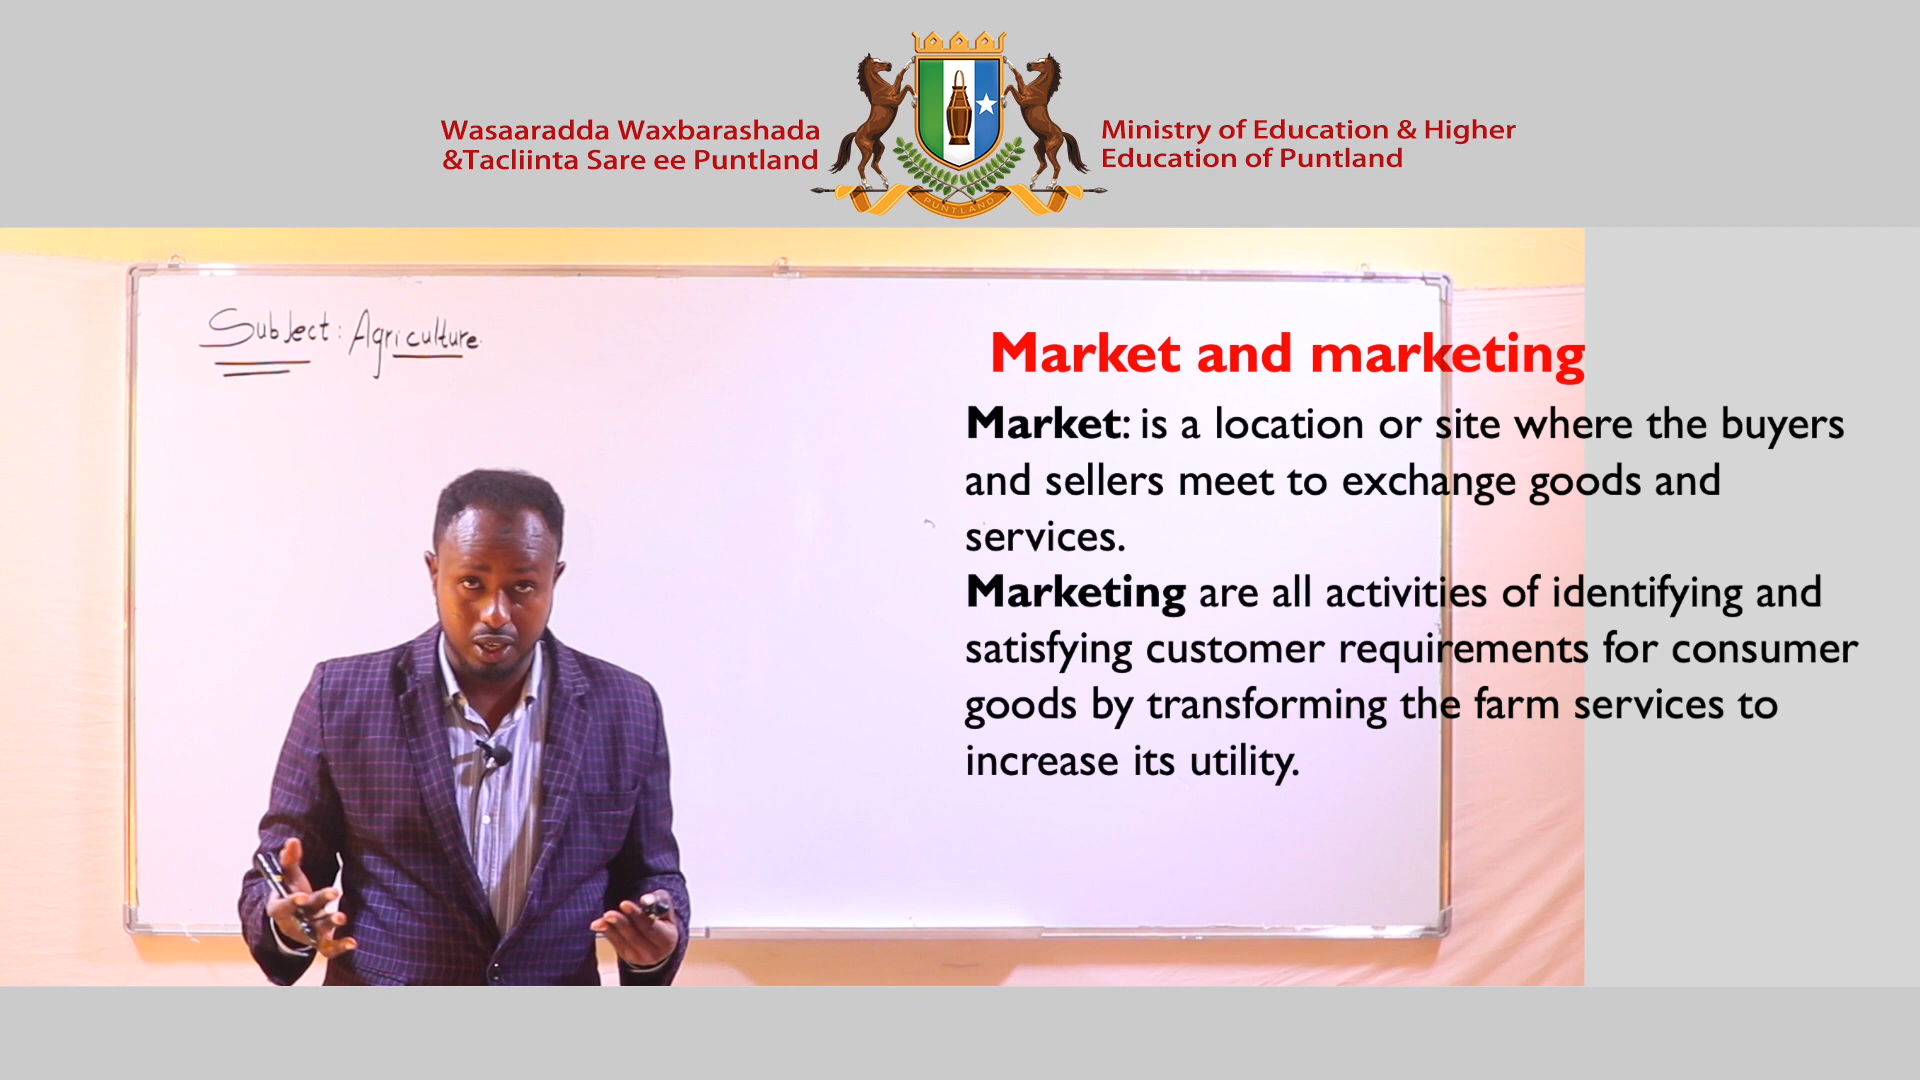 Wasaaradda Waxbarashada
&Tacliinta Sare ee Puntland
PUNTLAND
Ministry of Education & Higher
Education of Puntland
Subject: Agriculture.
Market and marketing
Market: is a location or site where the buyers
and sellers meet to exchange goods and
services.
Marketing are all activities of identifying and
satisfying customer requirements for consumer
goods by transforming the farm services to
increase its utility.